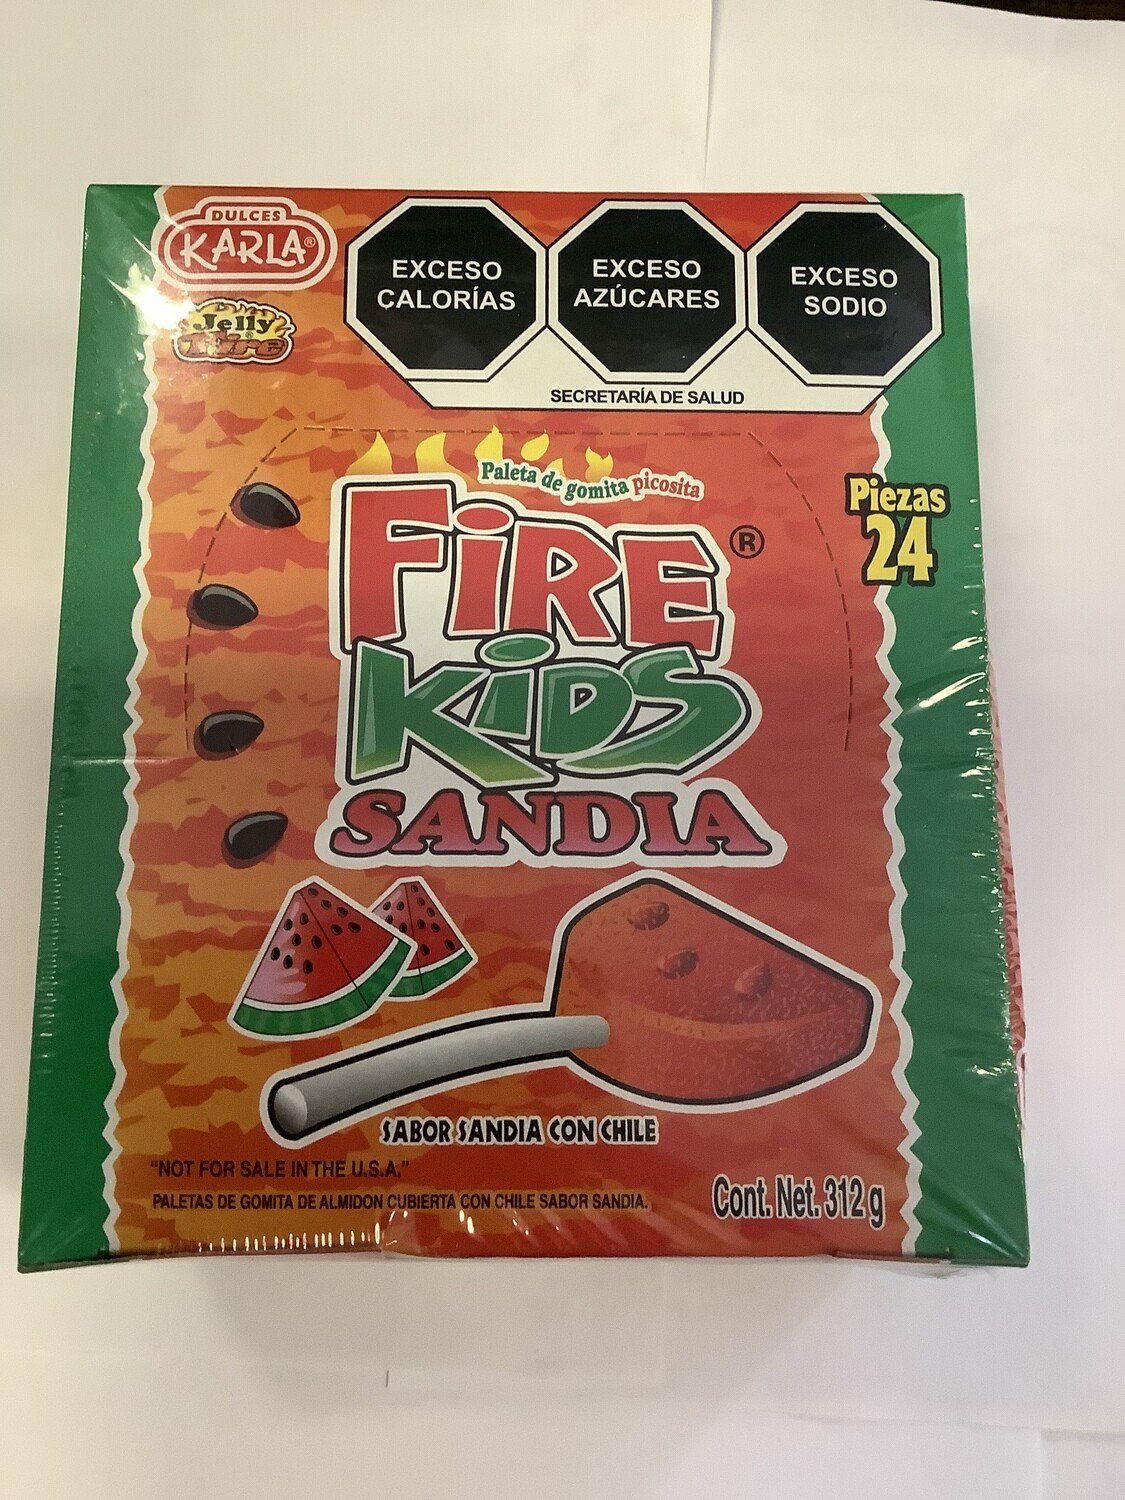 DULCES
KARLA®
Jelly
Fire
EXCESO
CALORÍAS
EXCESO
AZÚCARES
EXCESO
SODIO
SECRETARÍA DE SALUD
Paleta de gomita picosita
FiRE ®
KiDS
SANDIA
Piezas
24
SABOR SANDIA CON CHILE
“NOT FOR SALE IN THE U.S.A.”
PALETAS DE GOMITA DE ALMIDON CUBIERTA CON CHILE SABOR SANDIA.
Cont. Net. 312 g